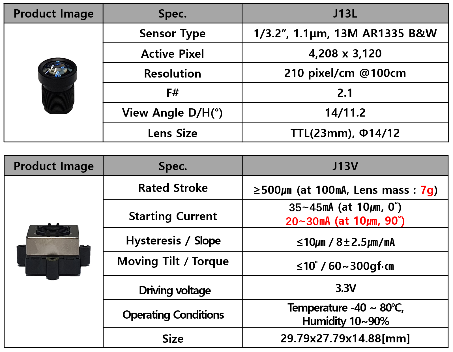 Product Image Spec. J13L
Sensor Type 1/3.2", 1.1μm, 13M AR1335 B&W
Active Pixel 4,208 x 3,120
Resolution 210 pixel/cm @100cm
F# 2.1
View Angle D/H(°) 14/11.2
Lens Size TTL(23mm), Φ14/12
Product Image Spec. J13V
Rated Stroke ≥500㎛ (at 100mA, Lens mass : 7g)
Starting Current 35~45mA (at 10㎛, 0°)
20~30mA (at 10㎛, 90°)
Hysteresis / Slope ≤10㎛ / 8±2.5㎛/mA
Moving Tilt / Torque ≤10' / 60~300gf·cm
Driving voltage 3.3V
Operating Conditions Temperature -40 ~ 80℃,
Humidity 10~90%
Size 29.79x27.79x14.88[mm]